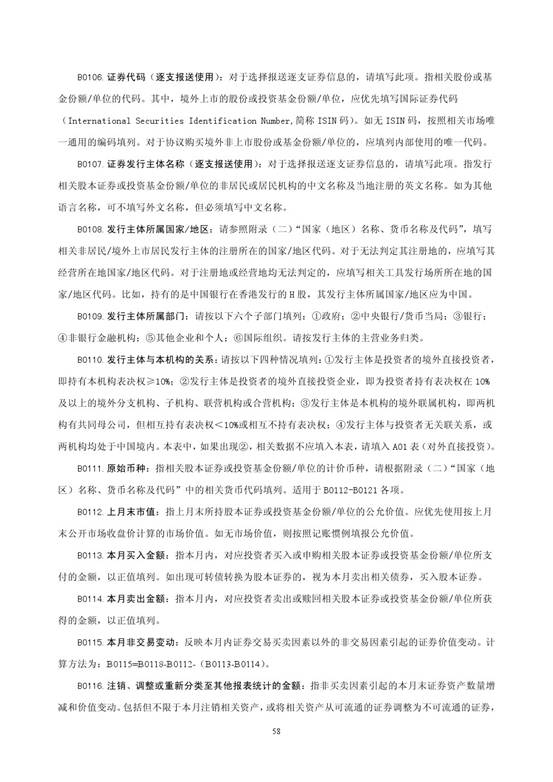 B0106.证券代码（逐支报送使用）：对于选择报送逐支证券信息的，请填写此项。指相关股份或基
金份额/单位的代码。其中，境外上市的股份或投资基金份额/单位，应优先填写国际证券代码
（International Securities Identification Number,简称 ISIN 码）。如无 ISIN 码，按照相关市场唯
一通用的编码填列。对于协议购买境外非上市股份或基金份额/单位的，应填列内部使用的唯一代码。
B0107.证券发行主体名称（逐支报送使用）：对于选择报送逐支证券信息的，请填写此项。指发行
相关股本证券或投资基金份额/单位的非居民或居民机构的中文名称及当地注册的英文名称。如为其他
语言名称，可不填写外文名称，但必须填写中文名称。
B0108.发行主体所属国家/地区：请参照附录（二）“国家（地区）名称、货币名称及代码”，填写
相关非居民/境外上市居民发行主体的注册所在的国家/地区代码。对于无法判定其注册地的，应填写其
经营所在地国家/地区代码。对于注册地或经营地均无法判定的，应填写相关工具发行场所所在地的国
家/地区代码。比如，持有的是中国银行在香港发行的 H 股，其发行主体所属国家/地区应为中国。
B0109.发行主体所属部门：请按以下六个子部门填列：①政府；②中央银行/货币当局；③银行；
④非银行金融机构；⑤其他企业和个人；⑥国际组织。请按发行主体的主营业务归类。
B0110.发行主体与本机构的关系：请按以下四种情况填列：①发行主体是投资者的境外直接投资者，
即持有本机构表决权≥10%；②发行主体是投资者的境外直接投资企业，即为投资者持有表决权在 10%
及以上的境外分支机构、子机构、联营机构或合营机构；③发行主体是本机构的境外联属机构，即两机
构有共同母公司，但相互持有表决权＜10%或相互不持有表决权；④发行主体与投资者无关联关系，或
两机构均处于中国境内。本表中，如果出现②，相关数据不应填入本表，请填入 A01 表（对外直接投资）。
B0111.原始币种：指相关股本证券或投资基金份额/单位的计价币种，请根据附录（二）“国家（地
区）名称、货币名称及代码”中的相关货币代码填列。适用于 B0112-B0121 各项。
B0112.上月末市值：指上月末所持股本证券或投资基金份额/单位的公允价值。应优先使用按上月
末公开市场收盘价计算的市场价值。如无市场价值，则按照记账惯例填报公允价值。
B0113.本月买入金额：指本月内，对应投资者买入或申购相关股本证券或投资基金份额/单位所支
付的金额，以正值填列。如出现可转债转换为股本证券的，视为本月卖出相关债券，买入股本证券。
B0114.本月卖出金额：指本月内，对应投资者卖出或赎回相关股本证券或投资基金份额/单位所获
得的金额，以正值填列。
B0115.本月非交易变动：反映本月内证券交易买卖因素以外的非交易因素引起的证券价值变动。计
算方法为：B0115=B0118-B0112-（B0113-B0114）。
B0116.注销、调整或重新分类至其他报表统计的金额：指非买卖因素引起的本月末证券资产数量增
减和价值变动。包括但不限于本月注销相关资产，或将相关资产从可流通的证券调整为不可流通的证券，
58